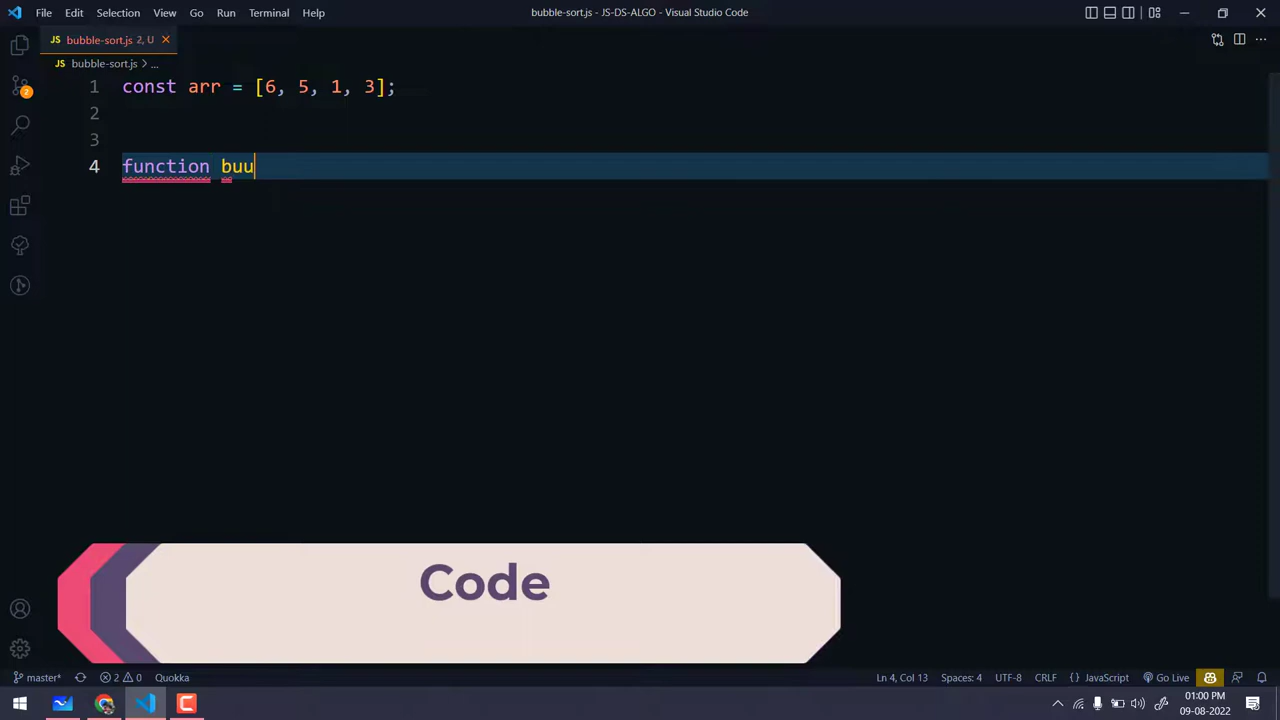 File Edit Selection View Go Run Terminal Help
bubble-sort.js - JS-DS-ALGO - Visual Studio Code
JS bubble-sort.js 2, U
JS bubble-sort.js > ...
1 const arr = [6, 5, 1, 3];
2
3
4 function buu
2
Code
master* 2 0 Quokka
Ln 4, Col 13 Spaces: 4 UTF-8 CRLF {} JavaScript Go Live
01:00 PM
09-08-2022